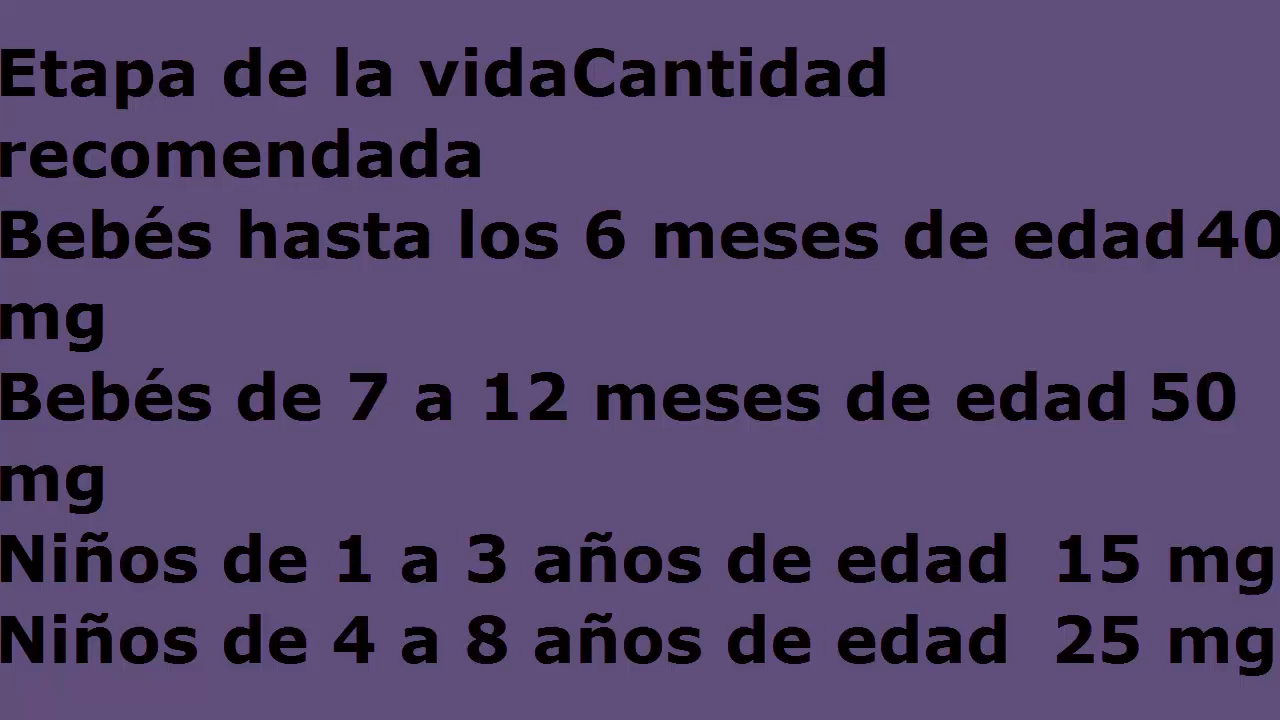 Etapa de la vidaCantidad
recomendada
Bebés hasta los 6 meses de edad 40
mg
Bebés de 7 a 12 meses de edad 50
mg
Niños de 1 a 3 años de edad 15 mg
Niños de 4 a 8 años de edad 25 mg